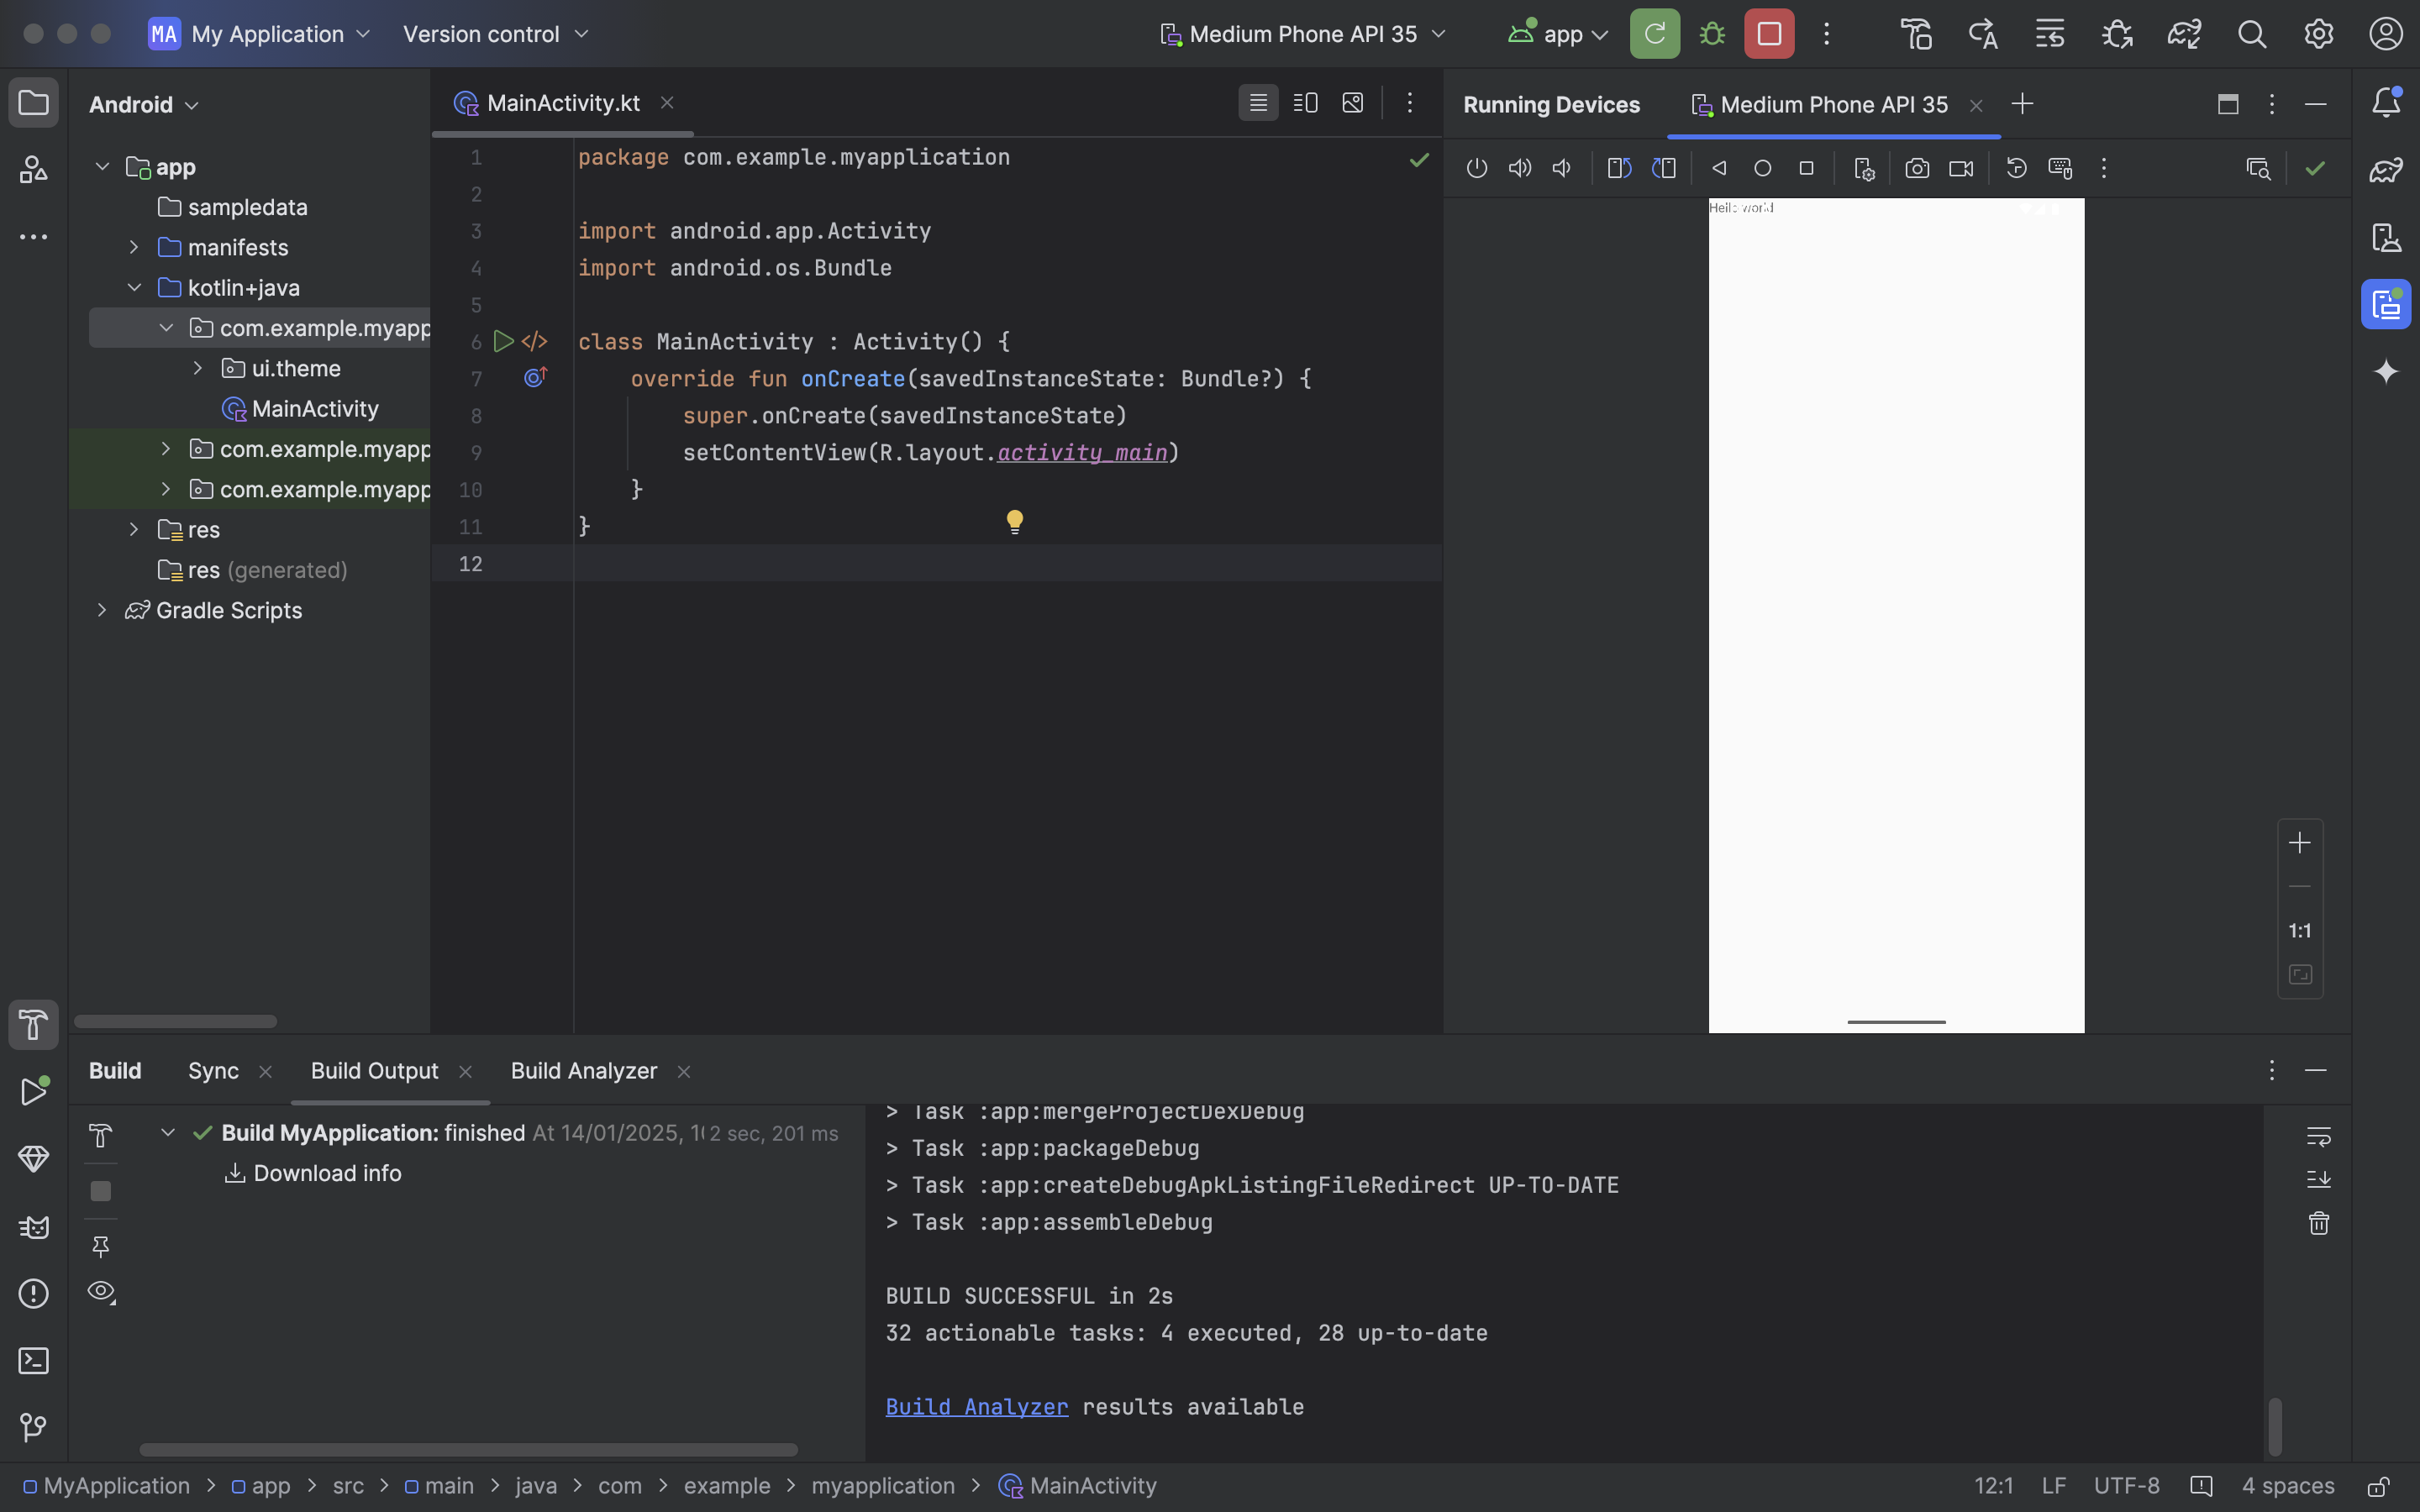 MA My Application Version control Medium Phone API 35 app
Android
app
sampledata
manifests
kotlin+java
com.example.myapp
ui.theme
MainActivity
com.example.myapp
com.example.myapp
res
res (generated)
Gradle Scripts
MainActivity.kt
1 package com.example.myapplication
2
3 import android.app.Activity
4 import android.os.Bundle
5
6 class MainActivity : Activity() {
7 override fun onCreate(savedInstanceState: Bundle?) {
8 super.onCreate(savedInstanceState)
9 setContentView(R.layout.activity_main)
10 }
11 }
12
Running Devices Medium Phone API 35
world
1:1
Build Sync Build Output Build Analyzer
Build MyApplication: finished At 14/01/2025, 2 sec, 201 ms
Download info
> Task :app:mergeProjectDexDebug
> Task :app:packageDebug
> Task :app:createDebugApkListingFileRedirect UP-TO-DATE
> Task :app:assembleDebug
BUILD SUCCESSFUL in 2s
32 actionable tasks: 4 executed, 28 up-to-date
Build Analyzer results available
MyApplication > app > src > main > java > com > example > myapplication > MainActivity
12:1 LF UTF-8 4 spaces